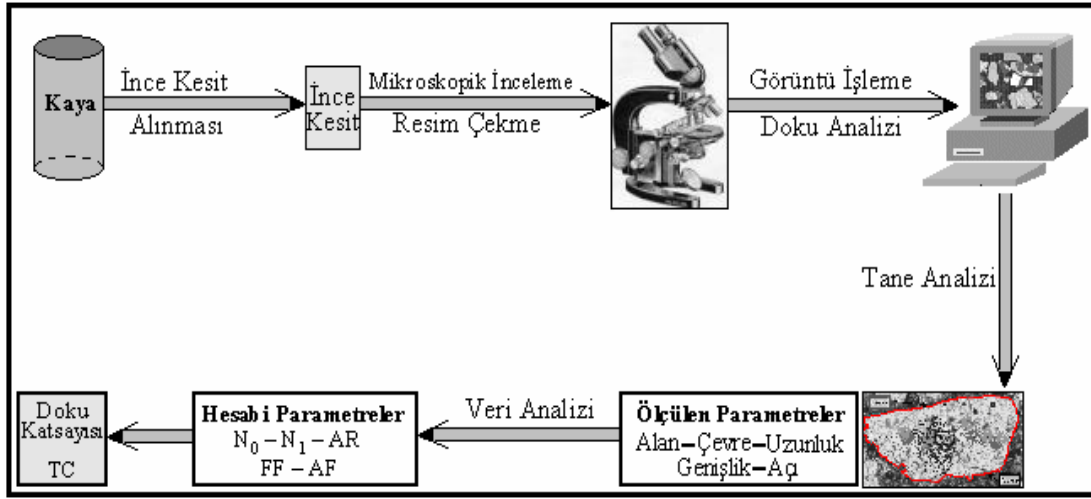 Kaya
İnce Kesit
Alınması
İnce
Kesit
Mikroskopik İnceleme
Resim Çekme
Görüntü İşleme
Doku Analizi
Tane Analizi
Ölçülen Parametreler
Alan–Çevre–Uzunluk
Genişlik–Açı
Veri Analizi
Hesabi Parametreler
N₀ – N₁ – AR
FF – AF
Doku
Katsayısı
TC